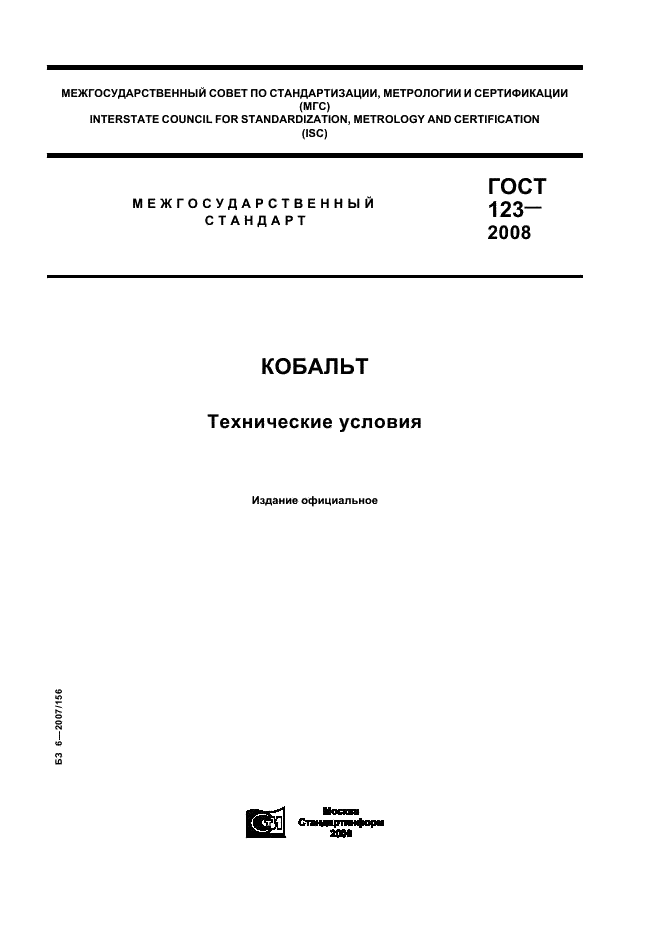 МЕЖГОСУДАРСТВЕННЫЙ СОВЕТ ПО СТАНДАРТИЗАЦИИ, МЕТРОЛОГИИ И СЕРТИФИКАЦИИ
(МГС)
INTERSTATE COUNCIL FOR STANDARDIZATION, METROLOGY AND CERTIFICATION
(ISC)
МЕЖГОСУДАРСТВЕННЫЙ
СТАНДАРТ
ГОСТ
123—
2008
КОБАЛЬТ
Технические условия
Издание официальное
БЗ 6—2007/156
Москва
Стандартинформ